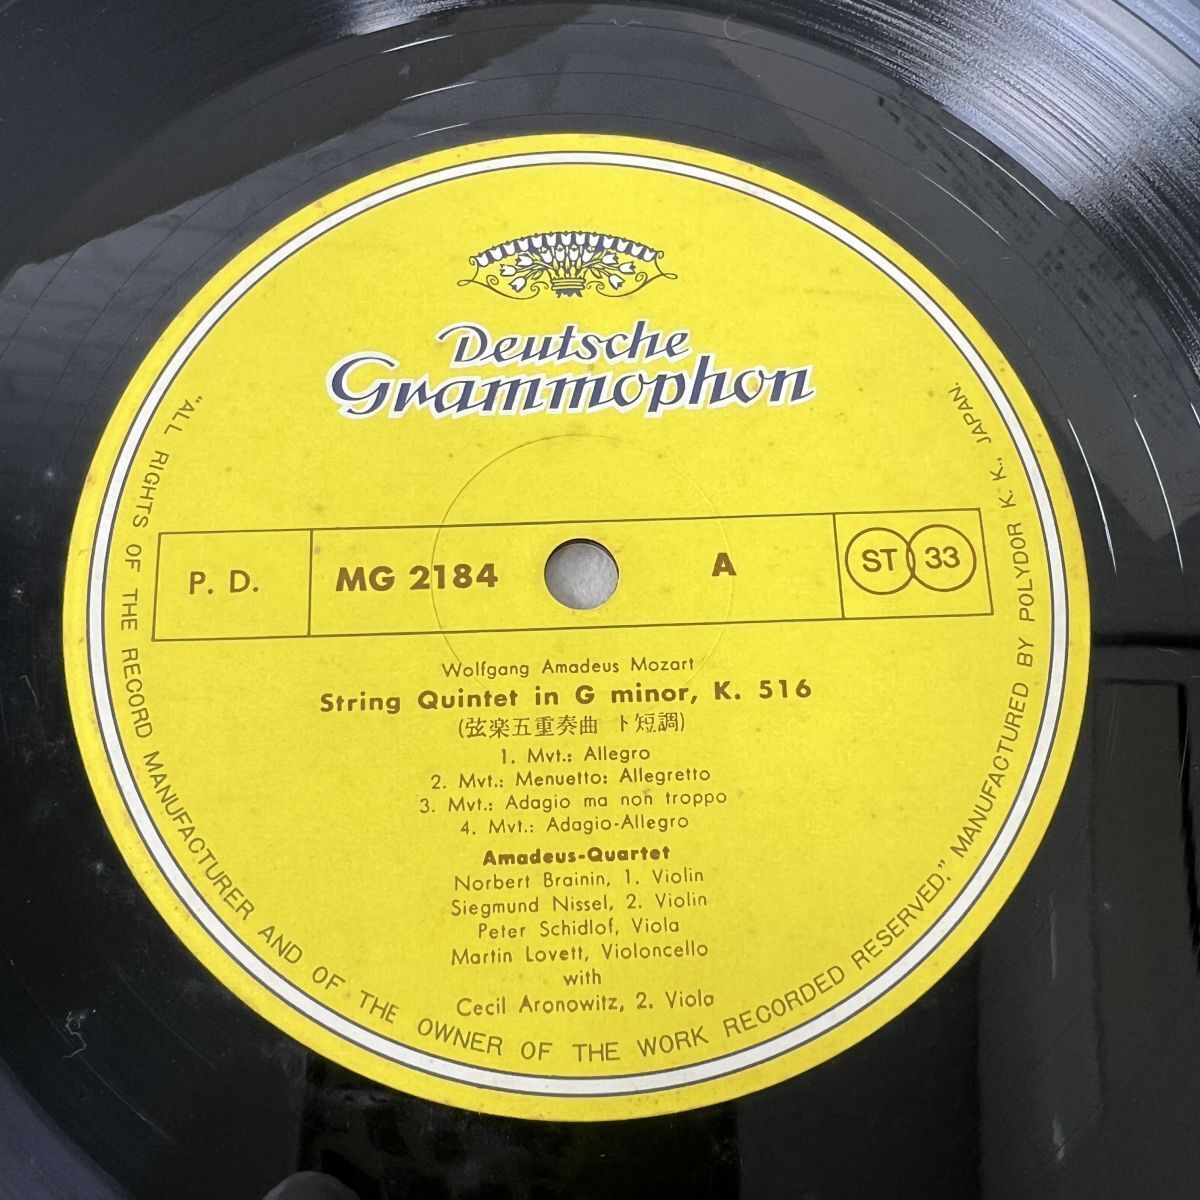 Deutsche
Grammophon
P. D.
MG 2184
A
ST 33
Wolfgang Amadeus Mozart
String Quintet in G minor, K. 516
(弦楽五重奏曲 ト短調)
1. Mvt.: Allegro
2. Mvt.: Menuetto: Allegretto
3. Mvt.: Adagio ma non troppo
4. Mvt.: Adagio-Allegro
Amadeus-Quartet
Norbert Brainin, 1. Violin
Siegmund Nissel, 2. Violin
Peter Schidlof, Viola
Martin Lovett, Violoncello
with
Cecil Aronowitz, 2. Viola
"ALL RIGHTS OF THE RECORD MANUFACTURER AND OF THE OWNER OF THE WORK RECORDED RESERVED," MANUFACTURED BY POLYDOR K. K., JAPAN.